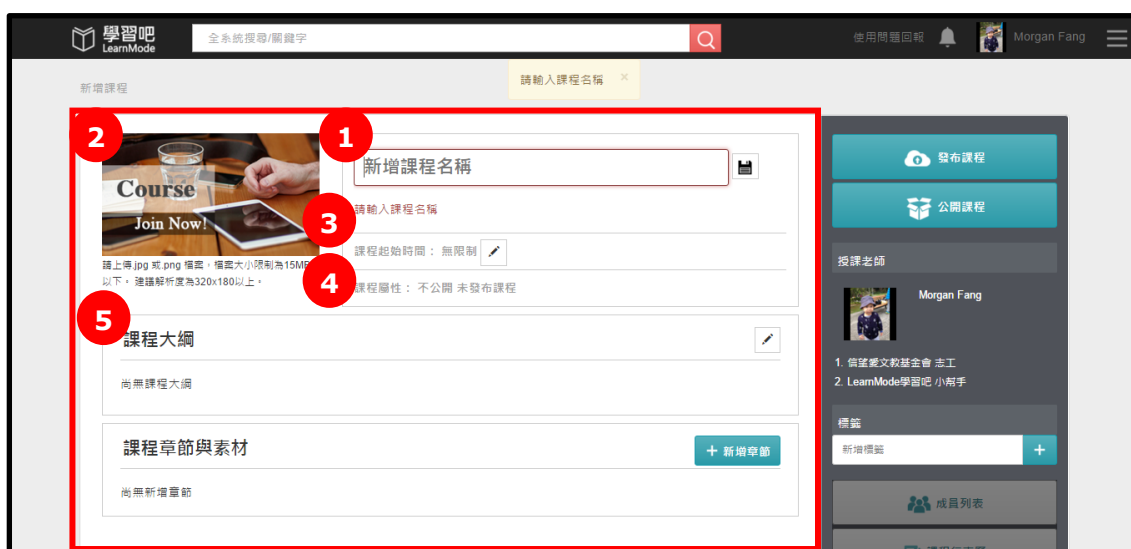 學習吧
LearnMode
全系統搜尋/關鍵字
使用問題回報
Morgan Fang
請輸入課程名稱 ×
新增課程
2
1
Course
Join Now!
新增課程名稱
3
請輸入課程名稱
請上傳.jpg 或.png 檔案，檔案大小限制為15MB
以下。 建議解析度為320x180以上。
課程起始時間： 無限制
4
課程屬性： 不公開 未發布課程
5
課程大綱
尚無課程大綱
課程章節與素材
+ 新增章節
尚無新增章節
發布課程
公開課程
授課老師
Morgan Fang
1. 信望愛文教基金會 志工
2. LearnMode學習吧 小幫手
標籤
新增標籤
+
成員列表